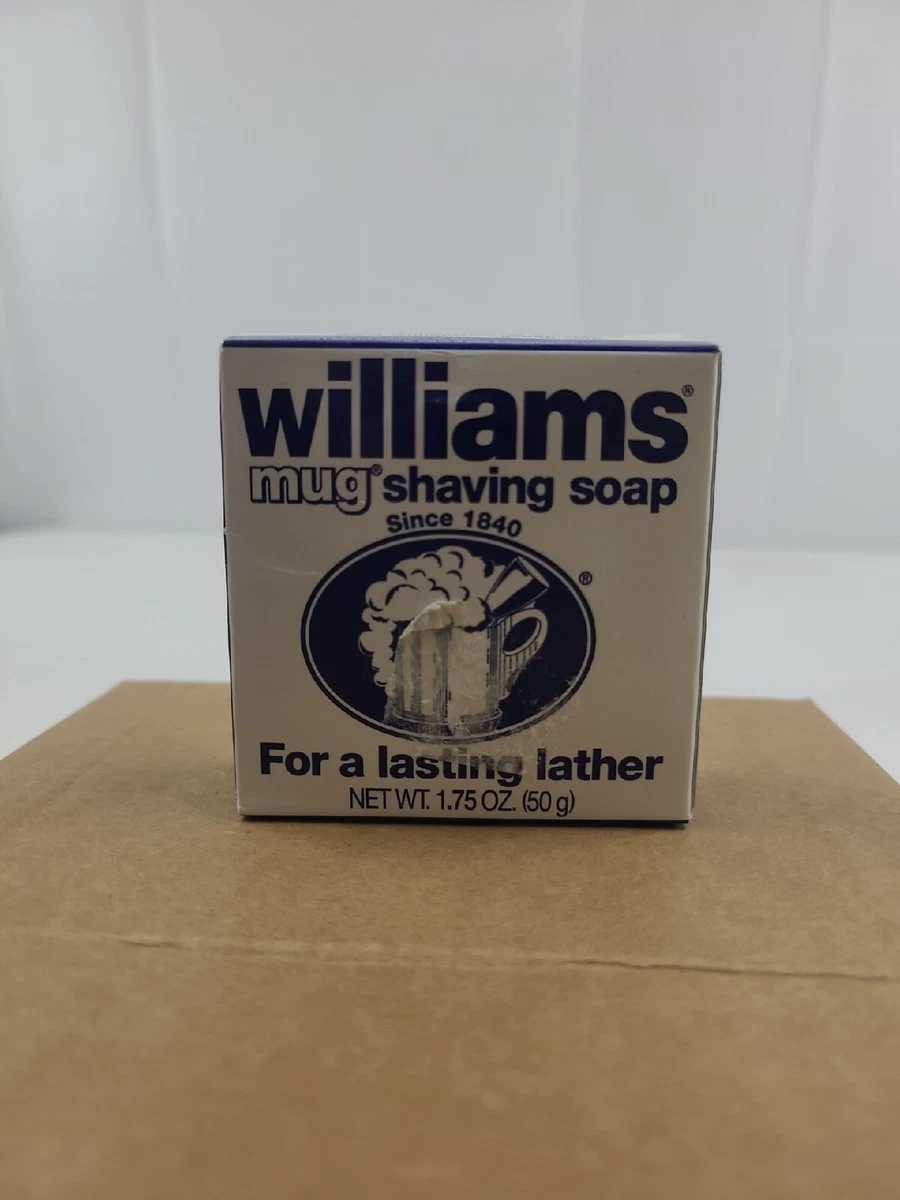 williams®
mug® shaving soap
Since 1840
®
For a lasting lather
NET WT. 1.75 OZ. (50 g)